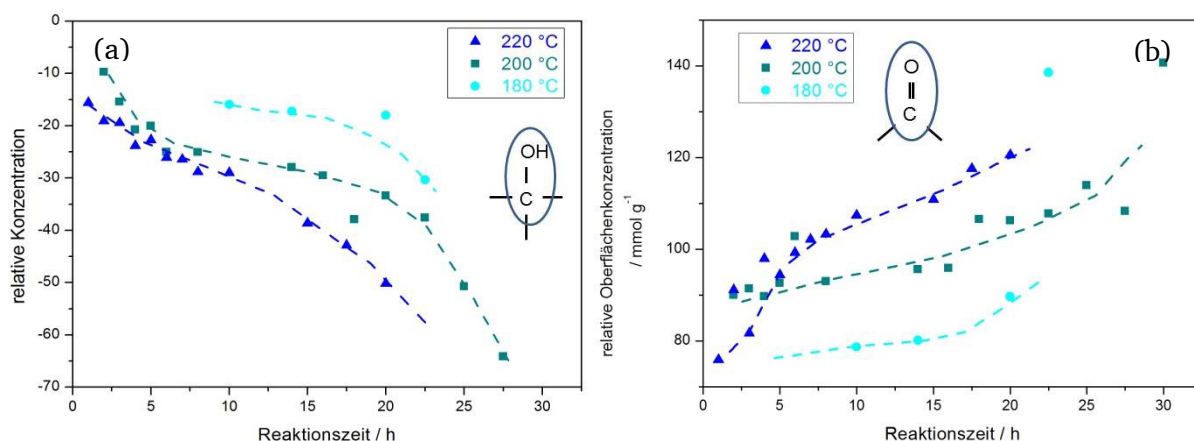 (a)
220 °C
200 °C
180 °C
OH
C
relative Konzentration
0
-10
-20
-30
-40
-50
-60
-70
0 5 10 15 20 25 30
Reaktionszeit / h
(b)
220 °C
200 °C
180 °C
O
C
relative Oberflächenkonzentration
/ mmol g⁻¹
140
120
100
80
0 5 10 15 20 25 30
Reaktionszeit / h